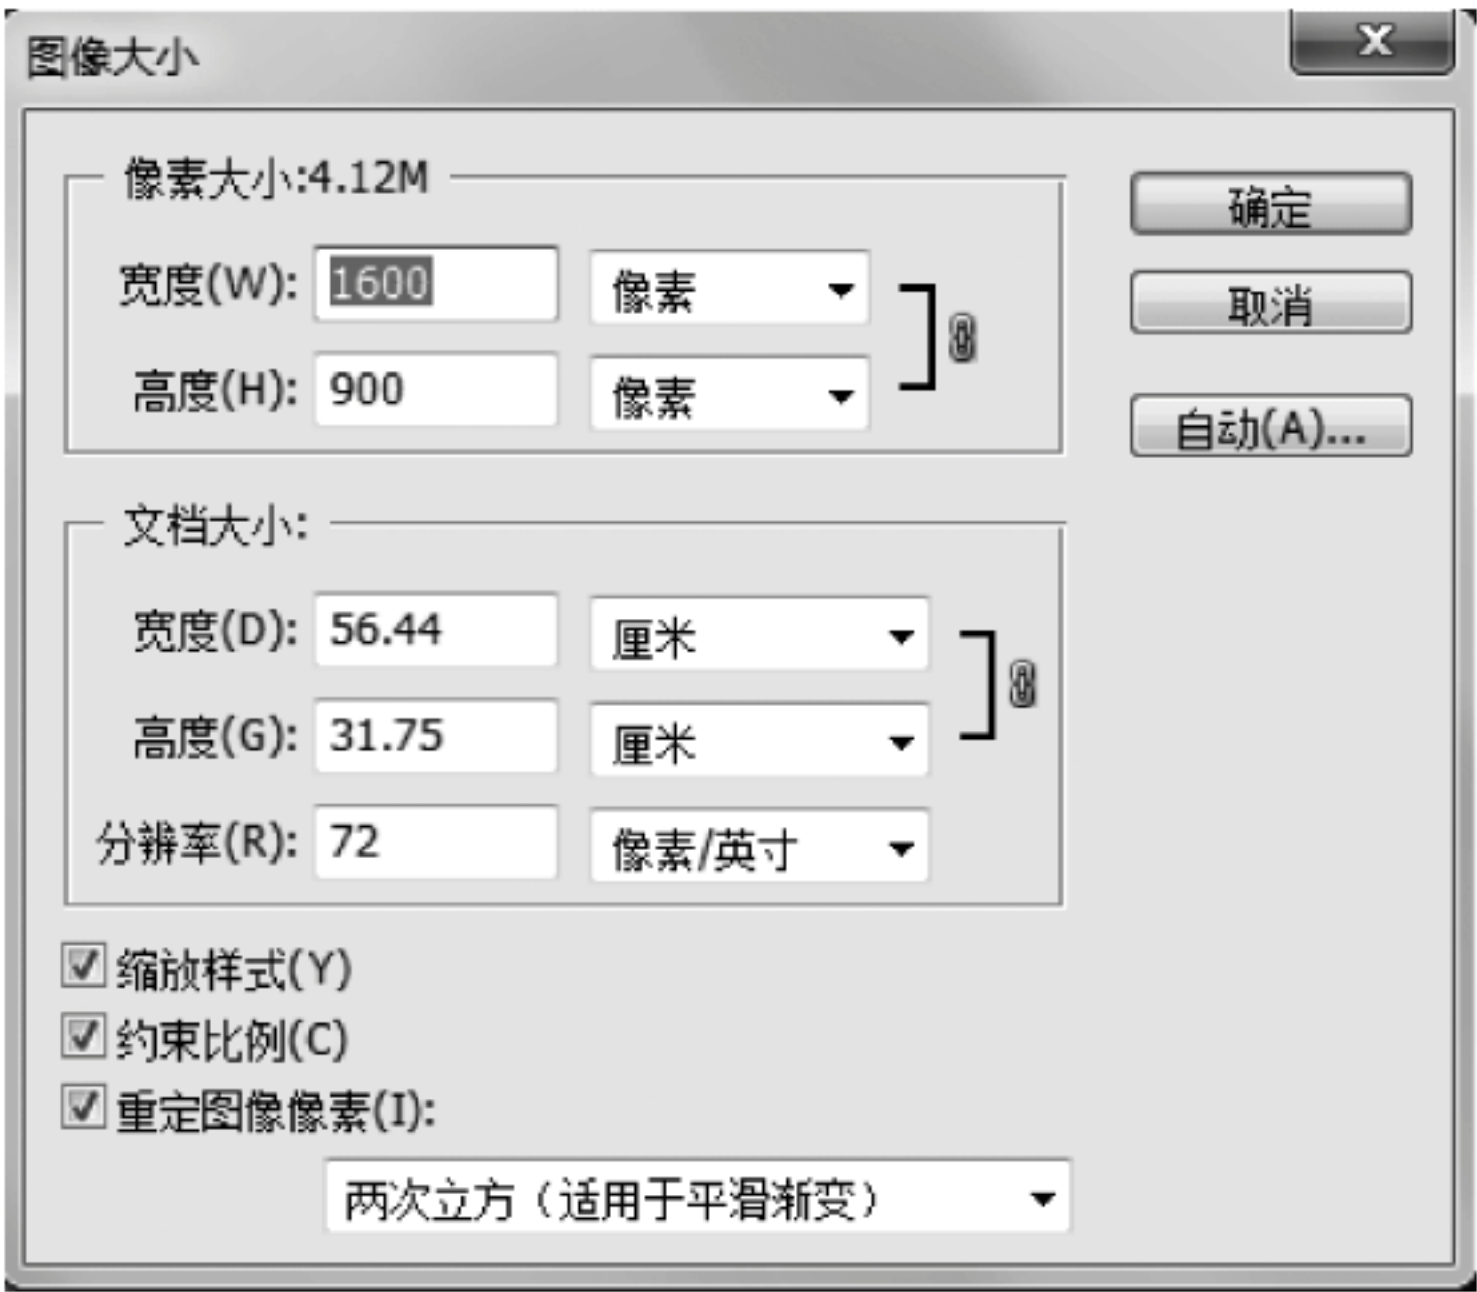 图像大小
X
像素大小:4.12M
宽度(W): 1600 像素
高度(H): 900 像素
确定
取消
自动(A)...
文档大小:
宽度(D): 56.44 厘米
高度(G): 31.75 厘米
分辨率(R): 72 像素/英寸
缩放样式(Y)
约束比例(C)
重定图像像素(I):
两次立方（适用于平滑渐变）